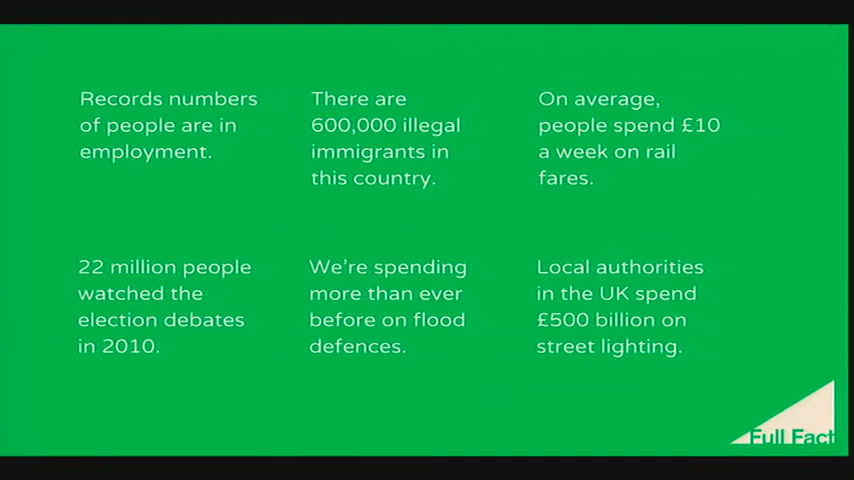 Records numbers
of people are in
employment.
There are
600,000 illegal
immigrants in
this country.
On average,
people spend £10
a week on rail
fares.
22 million people
watched the
election debates
in 2010.
We're spending
more than ever
before on flood
defences.
Local authorities
in the UK spend
£500 billion on
street lighting.
Full Fact